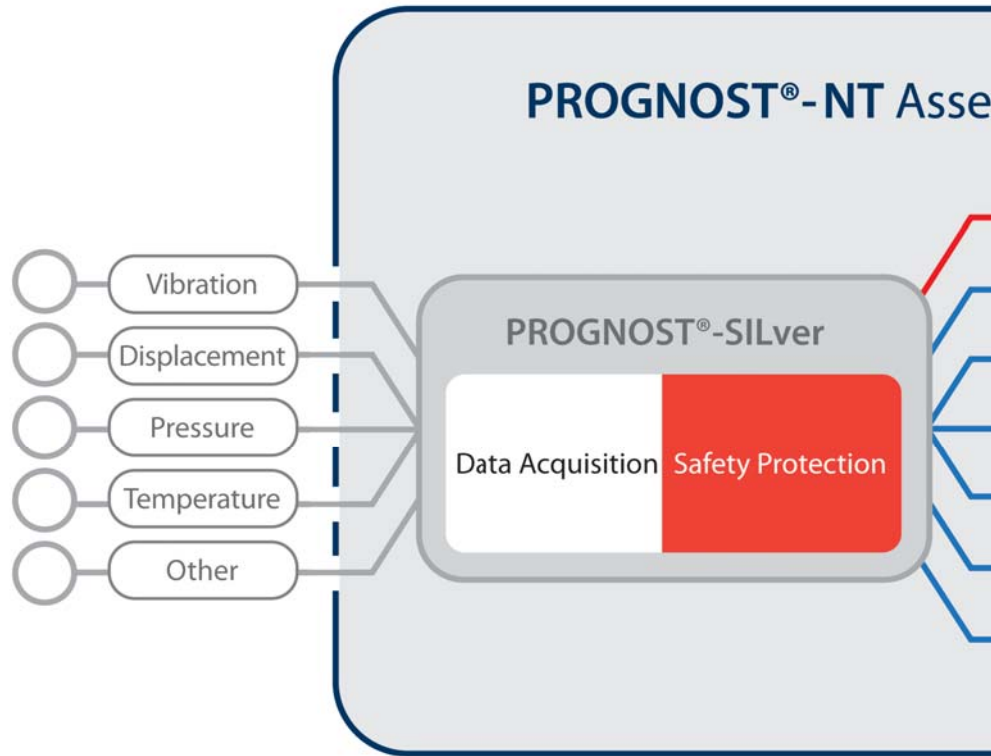 PROGNOST®-NT Asse
Vibration
Displacement
Pressure
Temperature
Other
PROGNOST®-SILver
Data Acquisition
Safety Protection